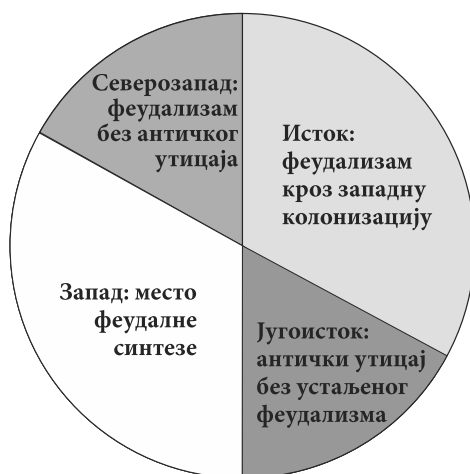 Северозапад:
феудализам
без античког
утицаја
Исток:
феудализам
кроз западну
колонизацију
Запад: место
феудалне
синтезе
Југоисток:
антички утицај
без устаљеног
феудализма